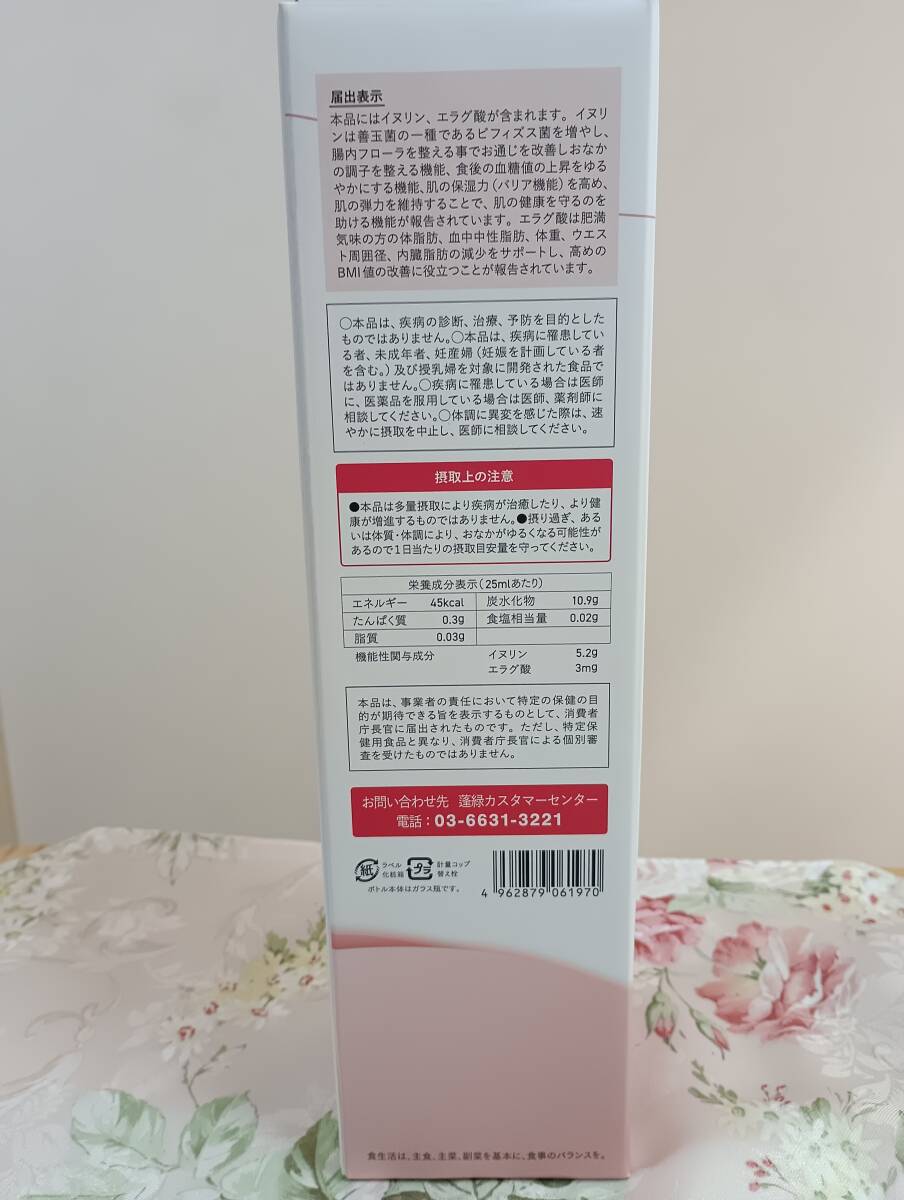 届出表示
本品にはイヌリン、エラグ酸が含まれます。イヌリ
ンは善玉菌の一種であるビフィズス菌を増やし、
腸内フローラを整える事でお通じを改善しおなか
の調子を整える機能、食後の血糖値の上昇をゆる
やかにする機能、肌の保湿力(バリア機能)を高め、
肌の弾力を維持することで、肌の健康を守るのを
助ける機能が報告されています。エラグ酸は肥満
気味の方の体脂肪、血中中性脂肪、体重、ウエス
ト周囲径、内臓脂肪の減少をサポートし、高めの
BMI値の改善に役立つことが報告されています。
○本品は、疾病の診断、治療、予防を目的とした
ものではありません。○本品は、疾病に罹患してい
る者、未成年者、妊産婦(妊娠を計画している者
を含む。)及び授乳婦を対象に開発された食品で
はありません。○疾病に罹患している場合は医師
に、医薬品を服用している場合は医師、薬剤師に
相談してください。○体調に異変を感じた際は、速
やかに摂取を中止し、医師に相談してください。
摂取上の注意
●本品は多量摂取により疾病が治癒したり、より健
康が増進するものではありません。●摂り過ぎ、ある
いは体質・体調により、おなかがゆるくなる可能性が
あるので1日当たりの摂取目安量を守ってください。
栄養成分表示(25mlあたり)
エネルギー 45kcal 炭水化物 10.9g
たんぱく質 0.3g 食塩相当量 0.02g
脂質 0.03g
機能性関与成分 イヌリン 5.2g
エラグ酸 3mg
本品は、事業者の責任において特定の保健の目
的が期待できる旨を表示するものとして、消費者
庁長官に届出されたものです。ただし、特定保
健用食品と異なり、消費者庁長官による個別審
査を受けたものではありません。
お問い合わせ先 蓬緑カスタマーセンター
電話:03-6631-3221
紙 ラベル 化粧箱 プラ 計量コップ 替え栓
ボトル本体はガラス瓶です。
4 962879 061970
食生活は、主食、主菜、副菜を基本に、食事のバランスを。